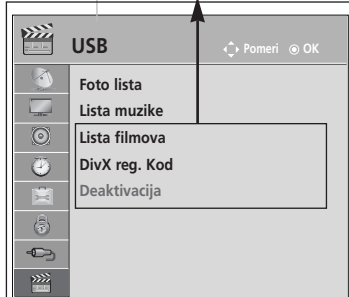 USB
Pomeri OK
Foto lista
Lista muzike
Lista filmova
DivX reg. Kod
Deaktivacija